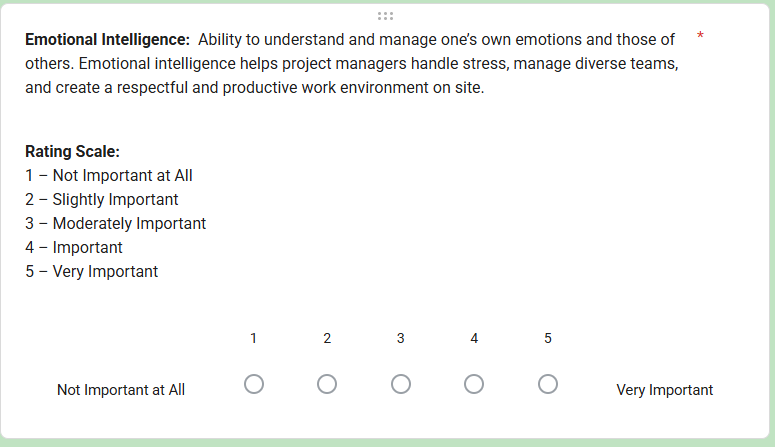 Emotional Intelligence: Ability to understand and manage one’s own emotions and those of *
others. Emotional intelligence helps project managers handle stress, manage diverse teams,
and create a respectful and productive work environment on site.
Rating Scale:
1 – Not Important at All
2 – Slightly Important
3 – Moderately Important
4 – Important
5 – Very Important
1 2 3 4 5
Not Important at All Very Important